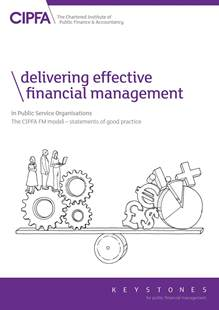 CIPFA
The Chartered Institute of
Public Finance & Accountancy
delivering effective
financial management
In Public Service Organisations
The CIPFA FM model – statements of good practice
KEYSTONES
for public financial management